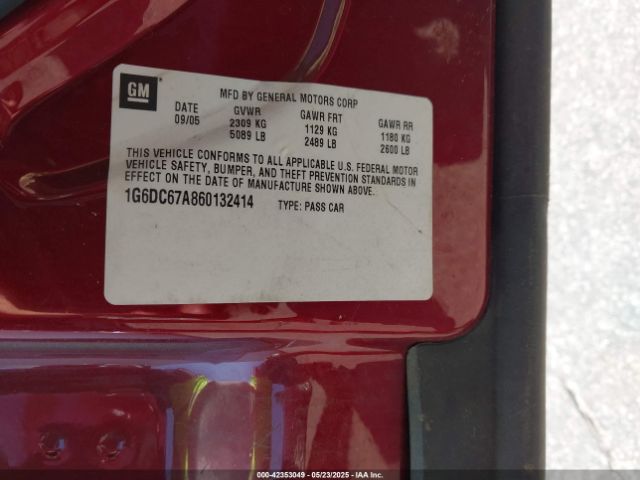 GM
MFD BY GENERAL MOTORS CORP
DATE GVWR GAWR FRT GAWR RR
09/05 2309 KG 1129 KG 1180 KG
5089 LB 2489 LB 2600 LB
THIS VEHICLE CONFORMS TO ALL APPLICABLE U.S. FEDERAL MOTOR
VEHICLE SAFETY, BUMPER, AND THEFT PREVENTION STANDARDS IN
EFFECT ON THE DATE OF MANUFACTURE SHOWN ABOVE.
1G6DC67A860132414 TYPE: PASS CAR
000-42353049 - 05/23/2025 - IAA Inc.